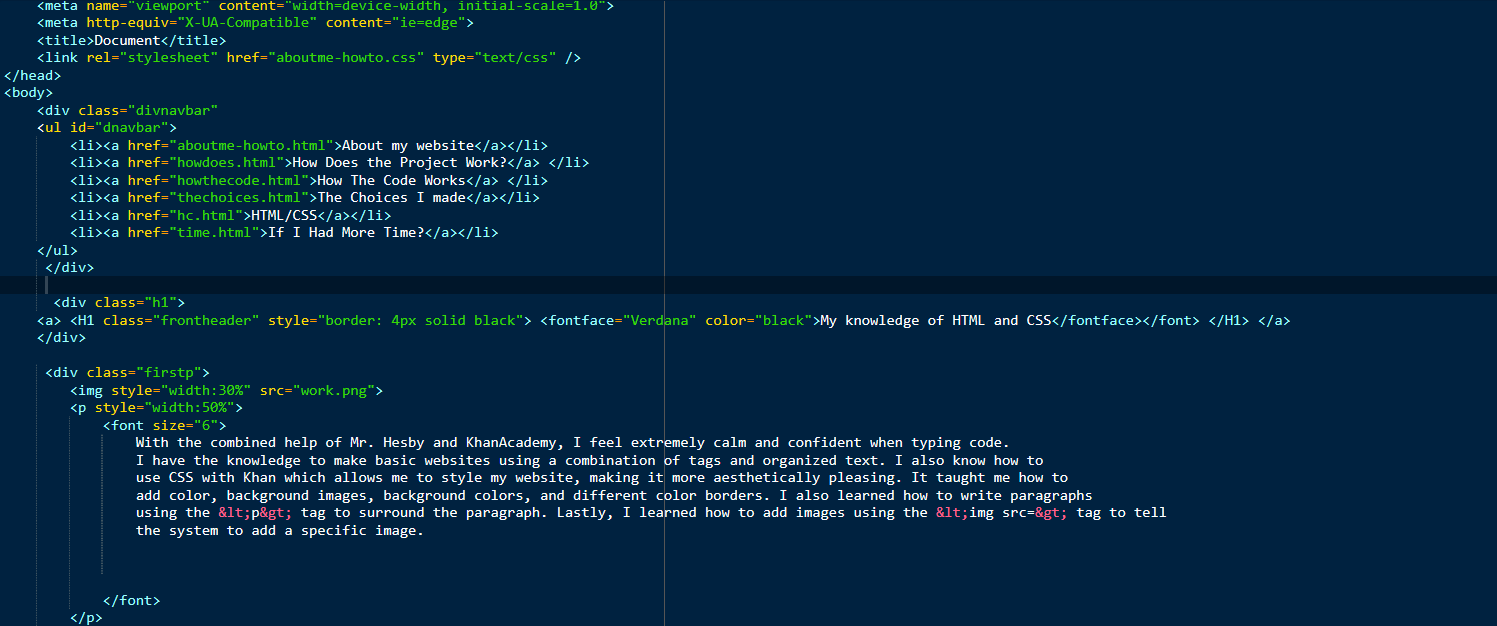 <meta name="viewport" content="width=device-width, initial-scale=1.0">
<meta http-equiv="X-UA-Compatible" content="ie=edge">
<title>Document</title>
<link rel="stylesheet" href="aboutme-howto.css" type="text/css" />
</head>
<body>
<div class="divnavbar"
<ul id="dnavbar">
<li><a href="aboutme-howto.html">About my website</a></li>
<li><a href="howdoes.html">How Does the Project Work?</a> </li>
<li><a href="howthecode.html">How The Code Works</a> </li>
<li><a href="thechoices.html">The Choices I made</a></li>
<li><a href="hc.html">HTML/CSS</a></li>
<li><a href="time.html">If I Had More Time?</a></li>
</ul>
</div>
<div class="h1">
<a> <H1 class="frontheader" style="border: 4px solid black"> <fontface="Verdana" color="black">My knowledge of HTML and CSS</fontface></font> </H1> </a>
</div>
<div class="firstp">
<img style="width:30%" src="work.png">
<p style="width:50%">
<font size="6">
With the combined help of Mr. Hesby and KhanAcademy, I feel extremely calm and confident when typing code.
I have the knowledge to make basic websites using a combination of tags and organized text. I also know how to
use CSS with Khan which allows me to style my website, making it more aesthetically pleasing. It taught me how to
add color, background images, background colors, and different color borders. I also learned how to write paragraphs
using the &lt;p&gt; tag to surround the paragraph. Lastly, I learned how to add images using the &lt;img src=&gt; tag to tell
the system to add a specific image.
</font>
</p>